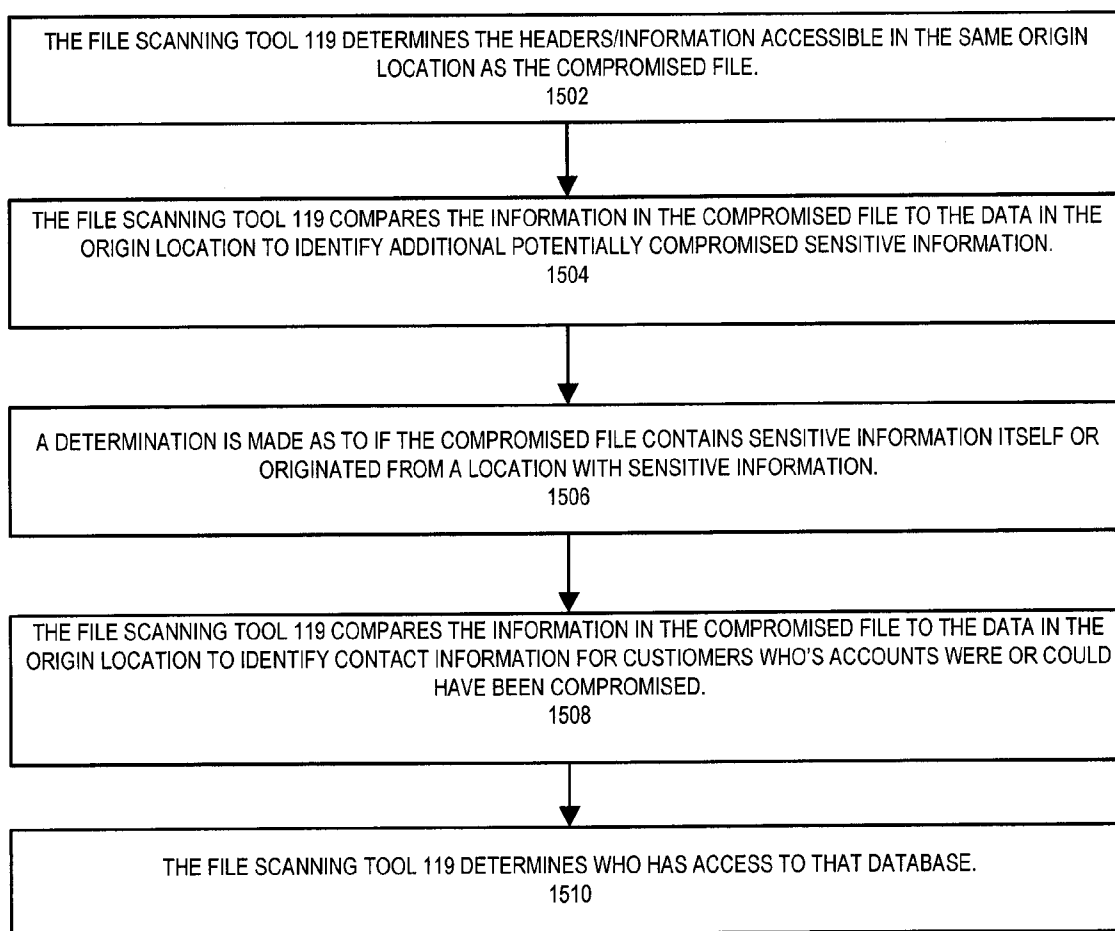 THE FILE SCANNING TOOL 119 DETERMINES THE HEADERS/INFORMATION ACCESSIBLE IN THE SAME ORIGIN
LOCATION AS THE COMPROMISED FILE.
1502
THE FILE SCANNING TOOL 119 COMPARES THE INFORMATION IN THE COMPROMISED FILE TO THE DATA IN THE
ORIGIN LOCATION TO IDENTIFY ADDITIONAL POTENTIALLY COMPROMISED SENSITIVE INFORMATION.
1504
A DETERMINATION IS MADE AS TO IF THE COMPROMISED FILE CONTAINS SENSITIVE INFORMATION ITSELF OR
ORIGINATED FROM A LOCATION WITH SENSITIVE INFORMATION.
1506
THE FILE SCANNING TOOL 119 COMPARES THE INFORMATION IN THE COMPROMISED FILE TO THE DATA IN THE
ORIGIN LOCATION TO IDENTIFY CONTACT INFORMATION FOR CUSTIOMERS WHO'S ACCOUNTS WERE OR COULD
HAVE BEEN COMPROMISED.
1508
THE FILE SCANNING TOOL 119 DETERMINES WHO HAS ACCESS TO THAT DATABASE.
1510